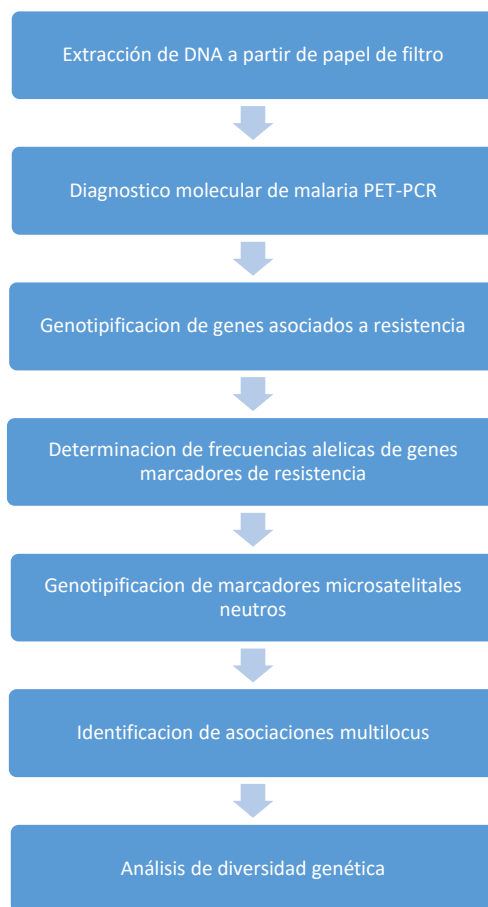 Extracción de DNA a partir de papel de filtro
Diagnostico molecular de malaria PET-PCR
Genotipificacion de genes asociados a resistencia
Determinacion de frecuencias alelicas de genes
marcadores de resistencia
Genotipificacion de marcadores microsatelitales
neutros
Identificacion de asociaciones multilocus
Análisis de diversidad genética